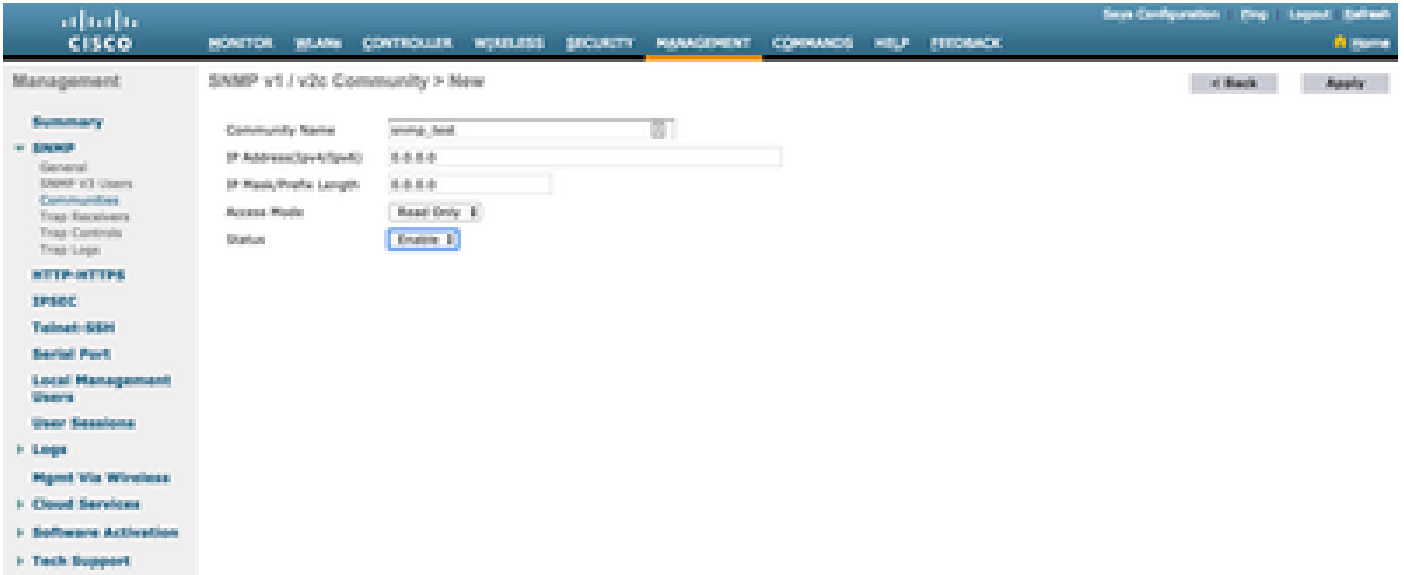 Save Configuration | Ping | Logout | Refresh
CISCO
MONITOR WLANs CONTROLLER WIRELESS SECURITY MANAGEMENT COMMANDS HELP FEEDBACK
Home
Management
Summary
SNMP
General
SNMP V3 Users
Communities
Trap Receivers
Trap Controls
Trap Logs
HTTP-HTTPS
IPSEC
Telnet-SSH
Serial Port
Local Management
Users
User Sessions
Logs
Mgmt Via Wireless
Cloud Services
Software Activation
Tech Support
SNMP v1 / v2c Community > New
< Back
Apply
Community Name snmp_test
IP Address(Ipv4/Ipv6) 0.0.0.0
IP Mask/Prefix Length 0.0.0.0
Access Mode Read Only
Status Enable